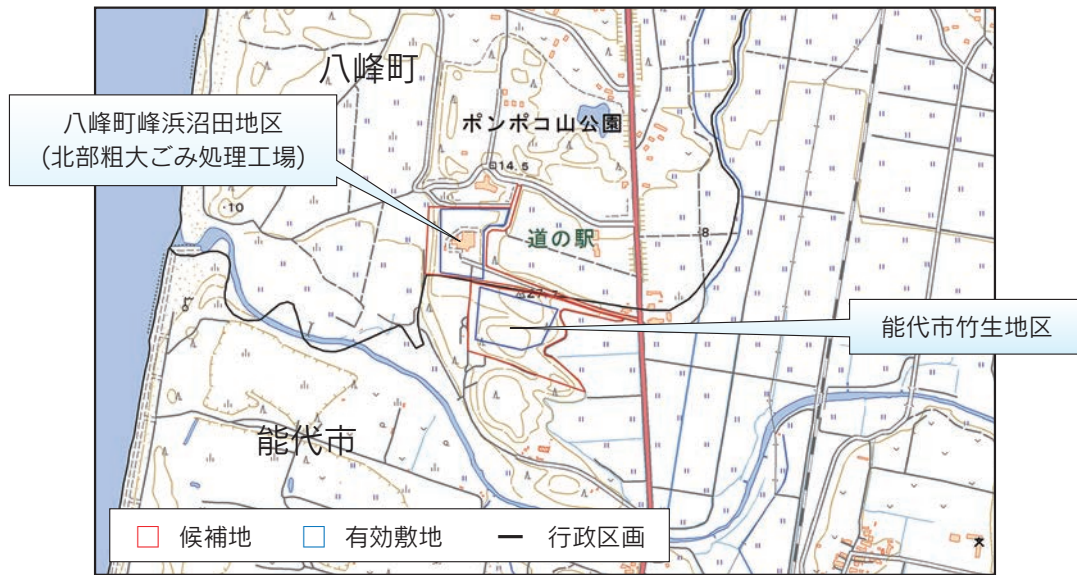 八峰町
八峰町峰浜沼田地区
(北部粗大ごみ処理工場)
ポンポコ山公園
14.5
10
道の駅
8
27.7
能代市竹生地区
能代市
候補地
有効敷地
行政区画